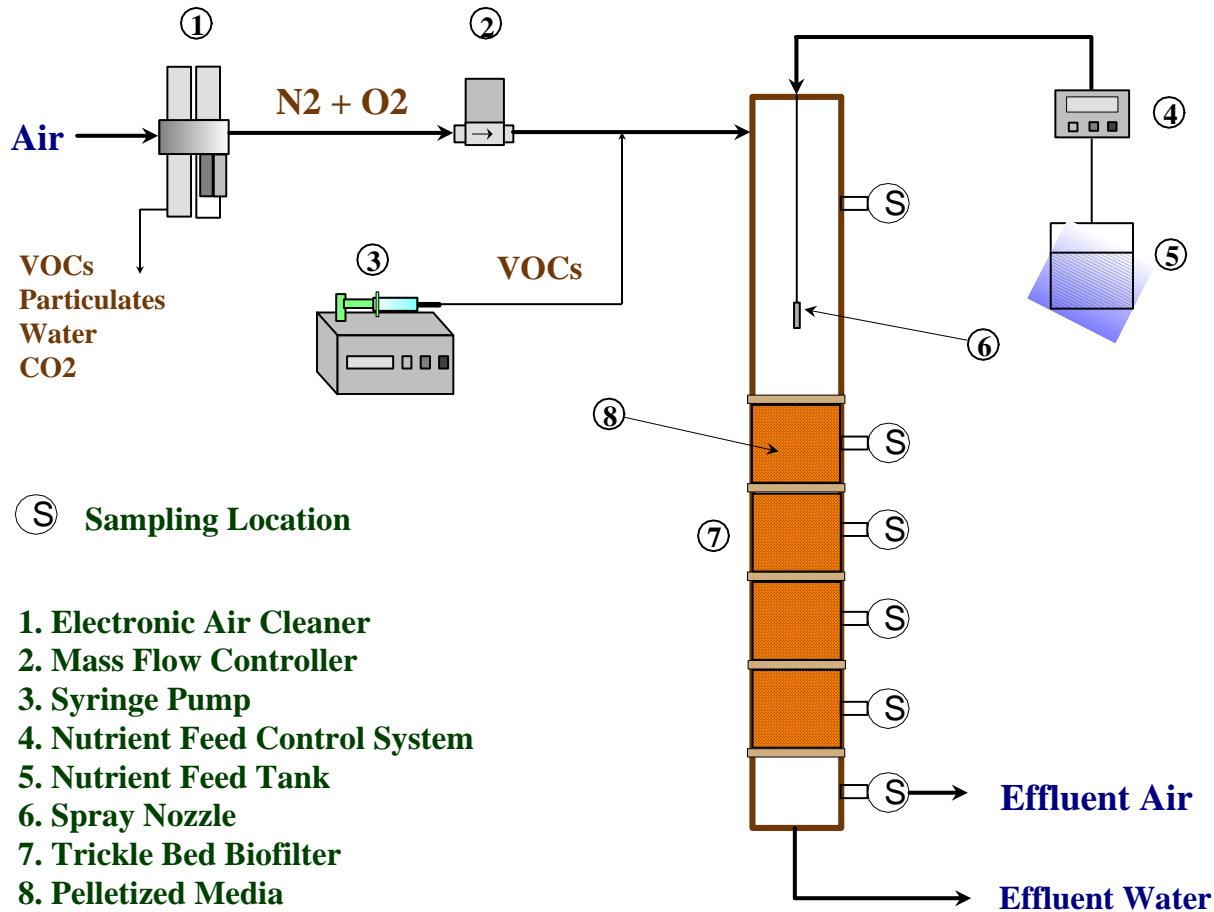 1
2
N2 + O2
Air
4
S
VOCs
Particulates
Water
CO2
3
VOCs
5
6
8
S
S Sampling Location
S
7
S
S
1. Electronic Air Cleaner
2. Mass Flow Controller
3. Syringe Pump
4. Nutrient Feed Control System
5. Nutrient Feed Tank
6. Spray Nozzle
7. Trickle Bed Biofilter
8. Pelletized Media
S
Effluent Air
Effluent Water